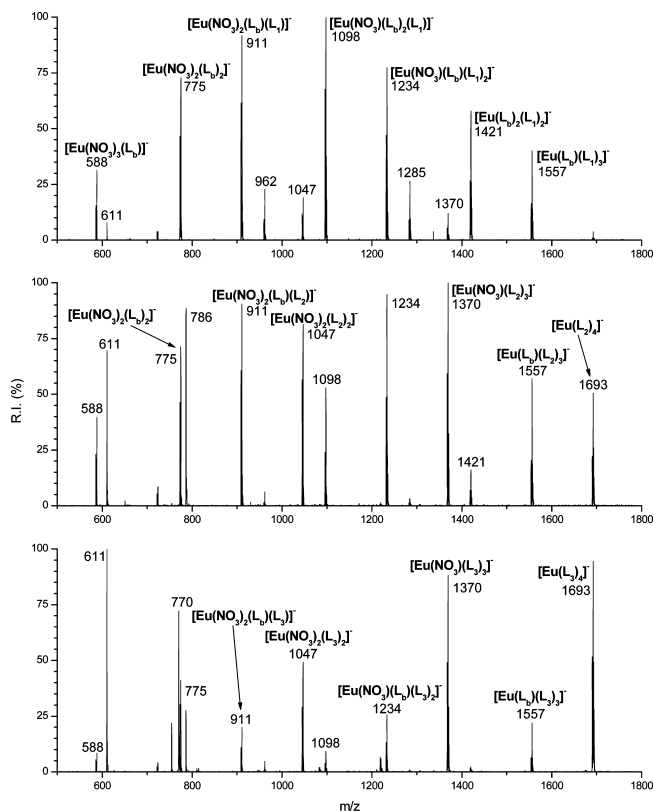 [Eu(NO3)2(Lb)(L1)]-
911
[Eu(NO3)(Lb)2(L1)]-
1098
[Eu(NO3)2(Lb)2]-
775
[Eu(NO3)(Lb)(L1)2]-
1234
[Eu(Lb)2(L1)2]-
1421
[Eu(NO3)3(Lb)]-
588
[Eu(Lb)(L1)3]-
1557
611
962
1047
1285
1370
100
75
50
25
0
600 800 1000 1200 1400 1600 1800
[Eu(NO3)2(Lb)2]-
775
786
[Eu(NO3)2(Lb)(L2)]-
911
[Eu(NO3)2(L2)2]-
1047
1234
[Eu(NO3)(L2)3]-
1370
[Eu(L2)4]-
1693
[Eu(Lb)(L2)3]-
1557
611
588
1098
1421
R.I. (%)
100
75
50
25
0
600 800 1000 1200 1400 1600 1800
611
770
775
588
[Eu(NO3)2(Lb)(L3)]-
911
[Eu(NO3)2(L3)2]-
1047
1098
[Eu(NO3)(Lb)(L3)2]-
1234
[Eu(NO3)(L3)3]-
1370
[Eu(Lb)(L3)3]-
1557
[Eu(L3)4]-
1693
100
75
50
25
0
600 800 1000 1200 1400 1600 1800
m/z